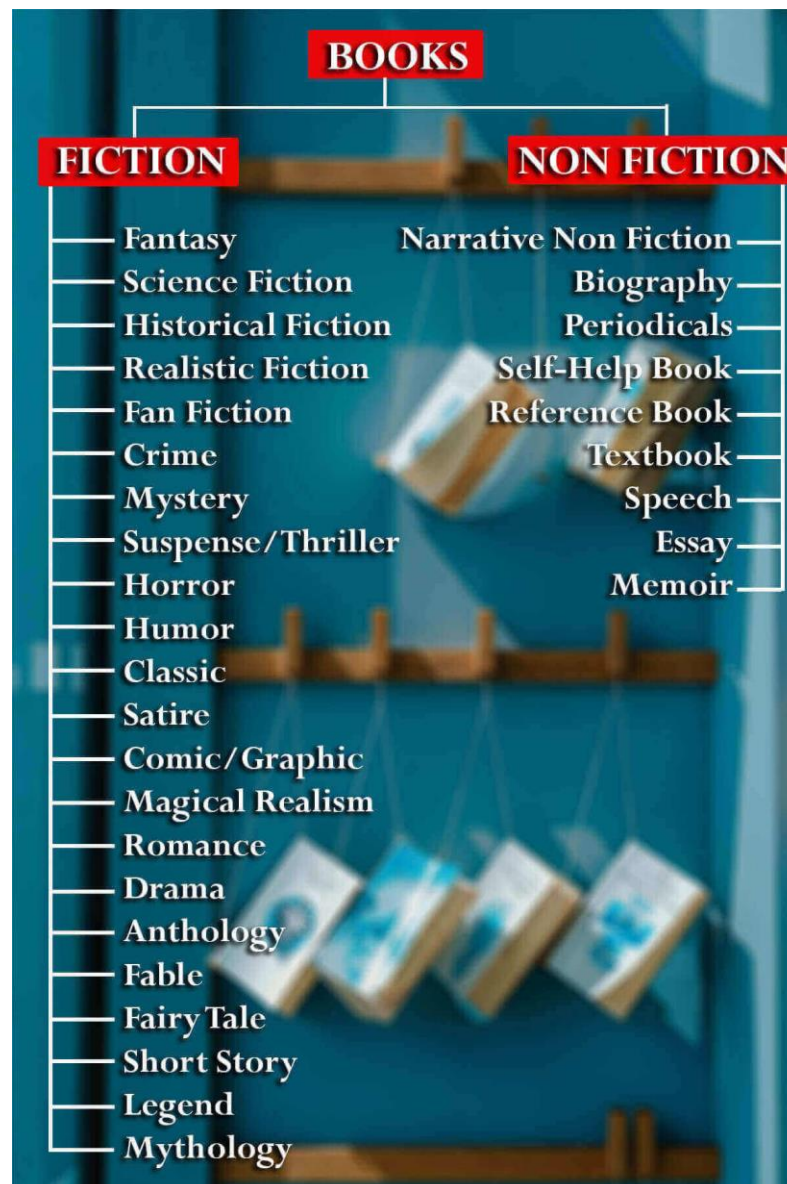 BOOKS
FICTION
Fantasy
Science Fiction
Historical Fiction
Realistic Fiction
Fan Fiction
Crime
Mystery
Suspense/Thriller
Horror
Humor
Classic
Satire
Comic/Graphic
Magical Realism
Romance
Drama
Anthology
Fable
Fairy Tale
Short Story
Legend
Mythology
NON FICTION
Narrative Non Fiction
Biography
Periodicals
Self-Help Book
Reference Book
Textbook
Speech
Essay
Memoir